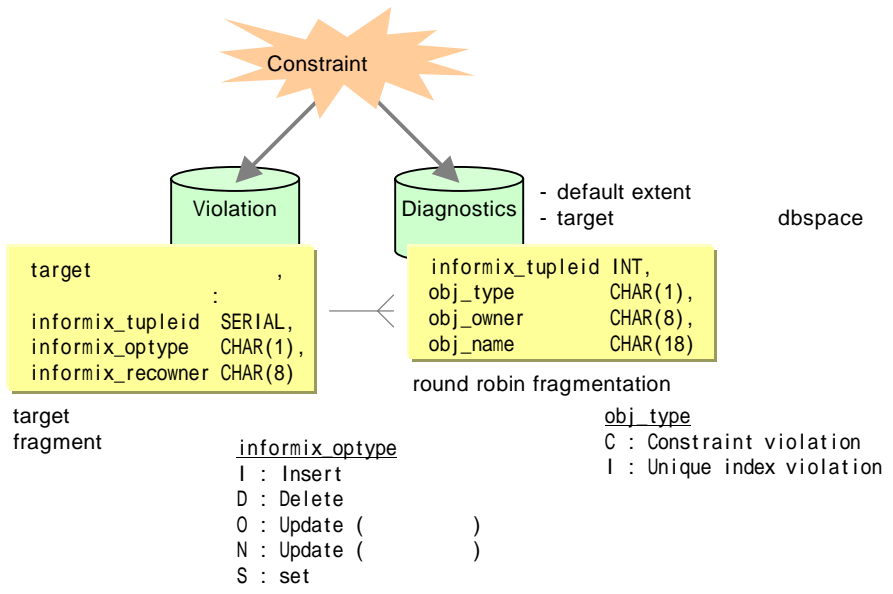 Constraint
Violation
Diagnostics
- default extent
- target dbspace
target ,
:
informix_tupleid SERIAL,
informix_optype CHAR(1),
informix_recowner CHAR(8)
informix_tupleid INT,
obj_type CHAR(1),
obj_owner CHAR(8),
obj_name CHAR(18)
round robin fragmentation
target
fragment
informix_optype
I : Insert
D : Delete
O : Update ( )
N : Update ( )
S : set
obj_type
C : Constraint violation
I : Unique index violation